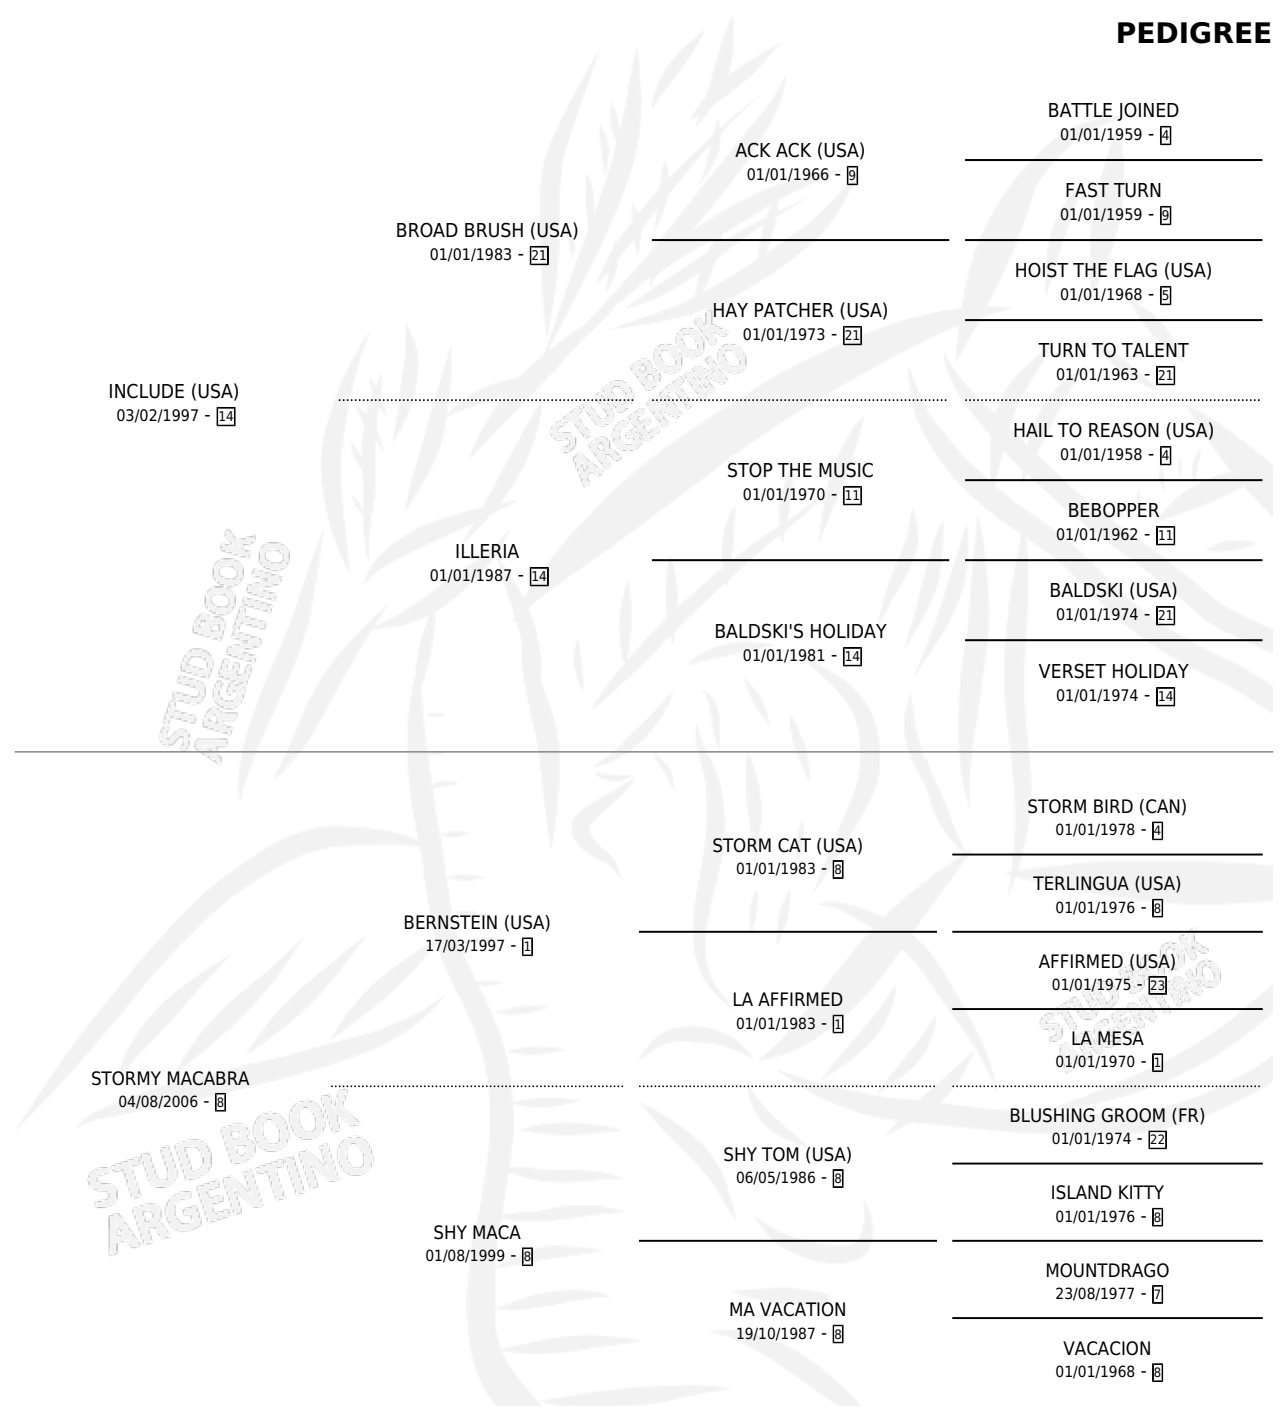 PEDIGREE
BATTLE JOINED
01/01/1959 - 4
ACK ACK (USA)
01/01/1966 - 9
FAST TURN
01/01/1959 - 9
BROAD BRUSH (USA)
01/01/1983 - 21
HOIST THE FLAG (USA)
01/01/1968 - 5
HAY PATCHER (USA)
01/01/1973 - 21
TURN TO TALENT
01/01/1963 - 21
INCLUDE (USA)
03/02/1997 - 14
STUD BOOK
ARGENTINO
HAIL TO REASON (USA)
01/01/1958 - 4
STOP THE MUSIC
01/01/1970 - 11
BEBOPPER
01/01/1962 - 11
ILLERIA
01/01/1987 - 14
BALDSKI (USA)
01/01/1974 - 21
BALDSKI'S HOLIDAY
01/01/1981 - 14
VERSET HOLIDAY
01/01/1974 - 14
STUD BOOK
ARGENTINO
STORM BIRD (CAN)
01/01/1978 - 4
STORM CAT (USA)
01/01/1983 - 8
TERLINGUA (USA)
01/01/1976 - 8
BERNSTEIN (USA)
17/03/1997 - 1
AFFIRMED (USA)
01/01/1975 - 23
LA AFFIRMED
01/01/1983 - 1
STUD BOOK
ARGENTINO
LA MESA
01/01/1970 - 1
STORMY MACABRA
04/08/2006 - 8
BLUSHING GROOM (FR)
01/01/1974 - 22
SHY TOM (USA)
06/05/1986 - 8
ISLAND KITTY
01/01/1976 - 8
STUD BOOK
ARGENTINO
SHY MACA
01/08/1999 - 8
MOUNTDRAGO
23/08/1977 - 7
MA VACATION
19/10/1987 - 8
VACACION
01/01/1968 - 8